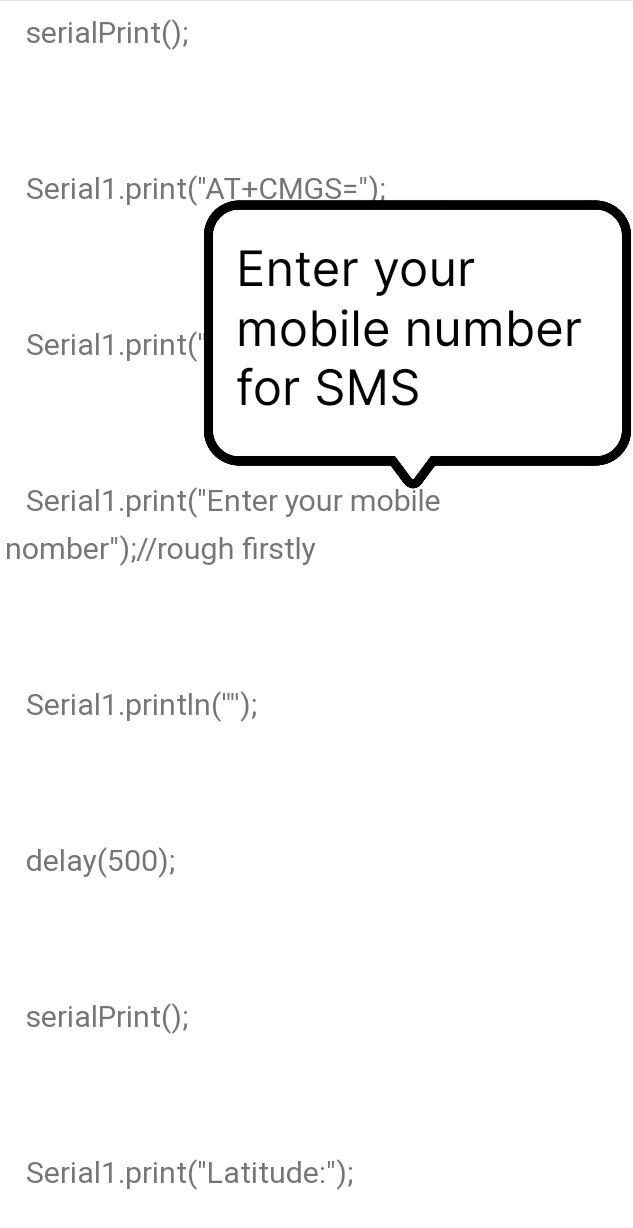 serialPrint();
Serial1.print("AT+CMGS=");
Enter your
mobile number
for SMS
Serial1.print("
Serial1.print("Enter your mobile
nomber");//rough firstly
Serial1.println("");
delay(500);
serialPrint();
Serial1.print("Latitude:");